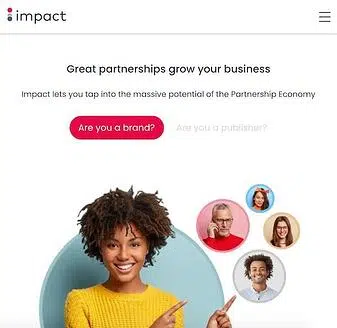 impact
Great partnerships grow your business
Impact lets you tap into the massive potential of the Partnership Economy
Are you a brand? Are you a publisher?